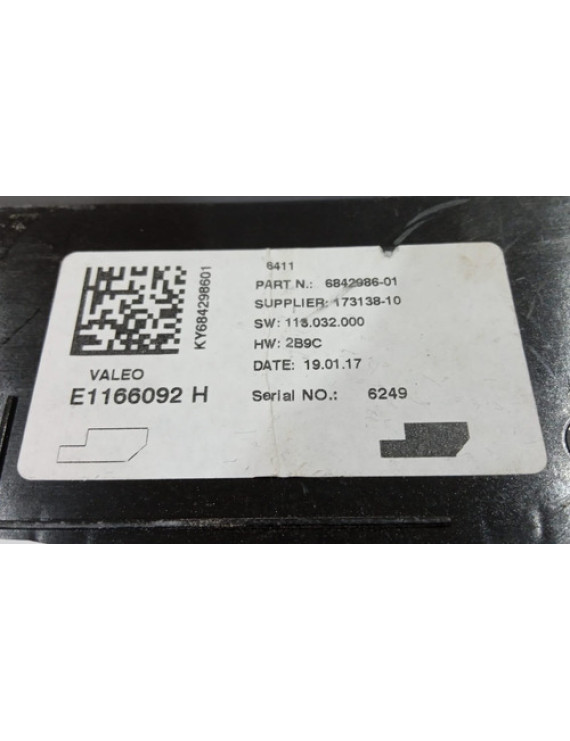 6411
PART N.: 6842986-01
SUPPLIER: 173138-10
SW: 113.032.000
HW: 2B9C
DATE: 19.01.17
Serial NO.: 6249
KY684298601
VALEO
E1166092 H